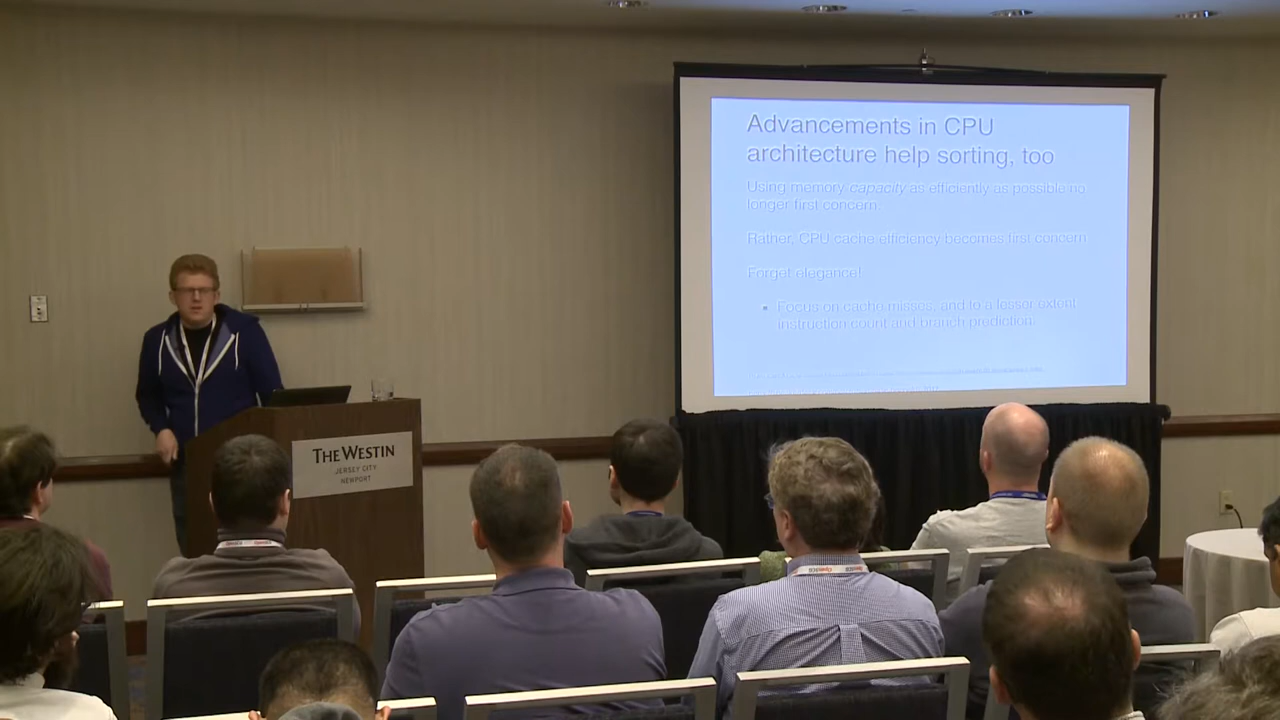 Advancements in CPU
architecture help sorting, too
Using memory capacity as efficiently as possible no
longer first concern.
Rather, CPU cache efficiency becomes first concern
Forget elegance!
▪ Focus on cache misses, and to a lesser extent
instruction count and branch prediction.
THE WESTIN
JERSEY CITY
NEWPORT